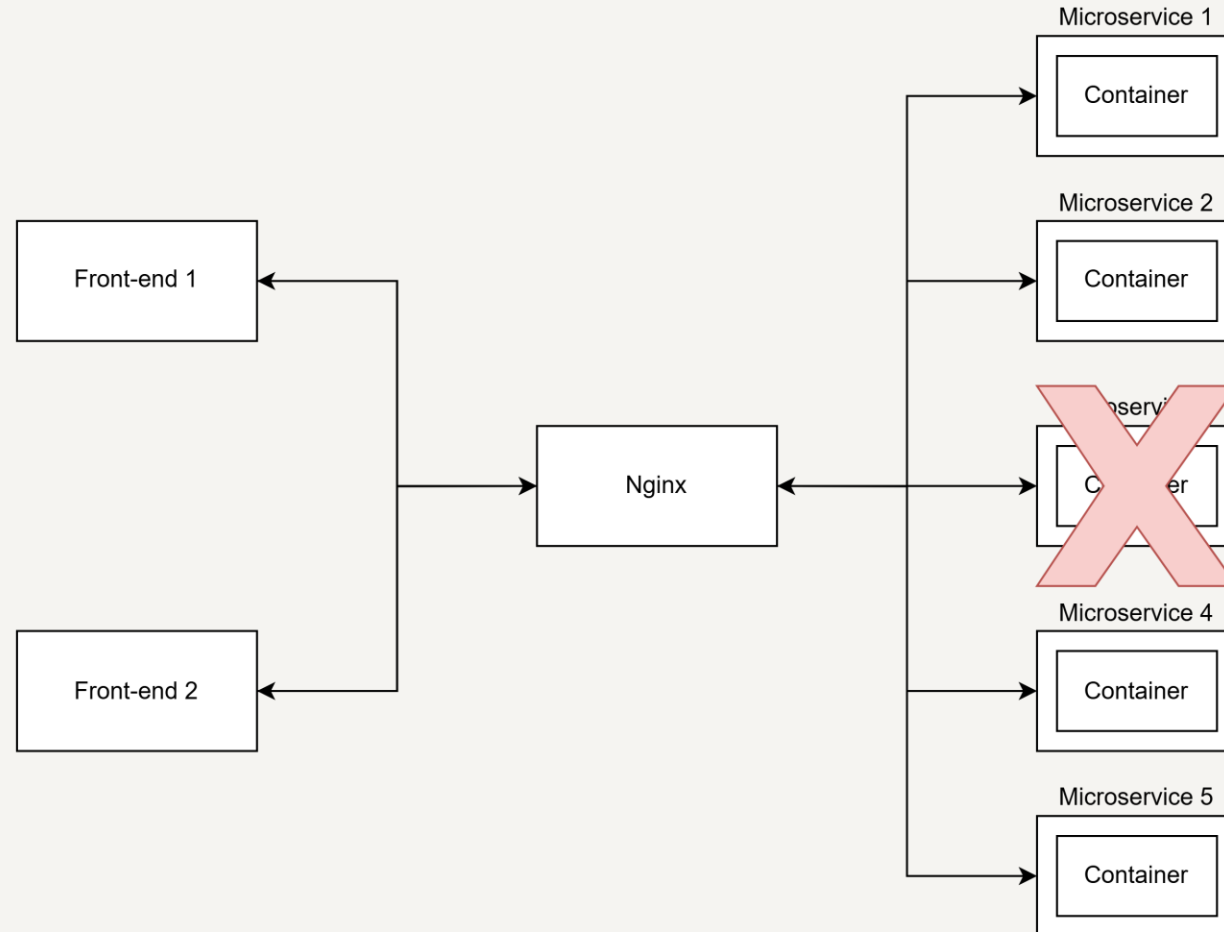 Microservice 1
Container
Microservice 2
Container
Front-end 1
Nginx
Front-end 2
Microservice 4
Container
Microservice 5
Container